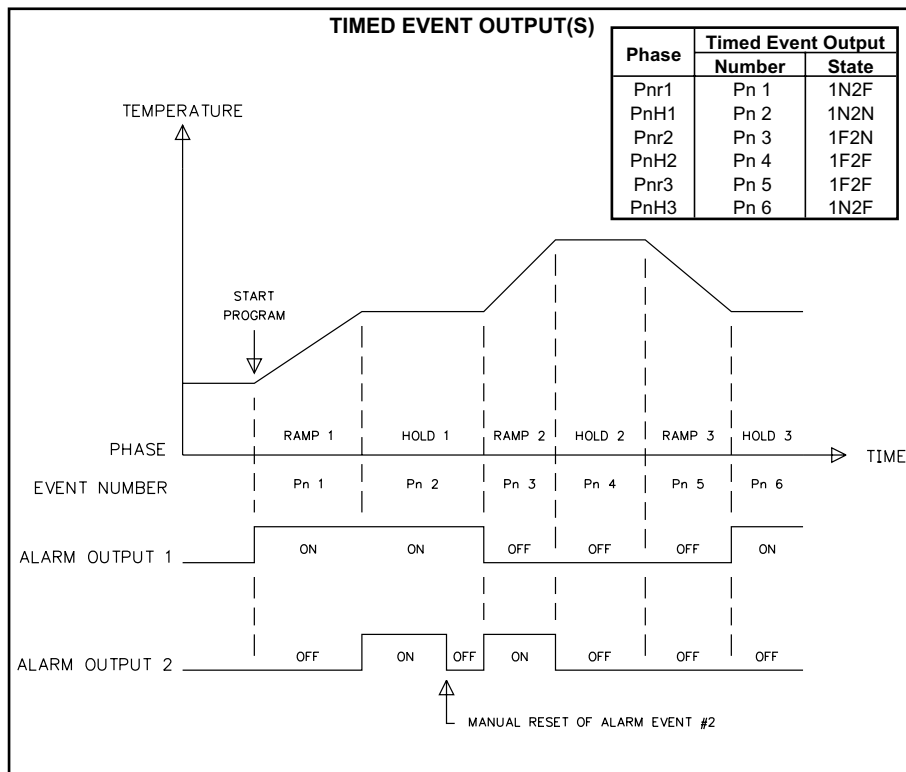 TIMED EVENT OUTPUT(S)
Phase Timed Event Output
Number State
Pnr1 Pn 1 1N2F
PnH1 Pn 2 1N2N
Pnr2 Pn 3 1F2N
PnH2 Pn 4 1F2F
Pnr3 Pn 5 1F2F
PnH3 Pn 6 1N2F
TEMPERATURE
START
PROGRAM
PHASE RAMP 1 HOLD 1 RAMP 2 HOLD 2 RAMP 3 HOLD 3 TIME
EVENT NUMBER Pn 1 Pn 2 Pn 3 Pn 4 Pn 5 Pn 6
ALARM OUTPUT 1 ON ON OFF OFF OFF ON
ALARM OUTPUT 2 OFF ON OFF ON OFF OFF OFF
MANUAL RESET OF ALARM EVENT #2